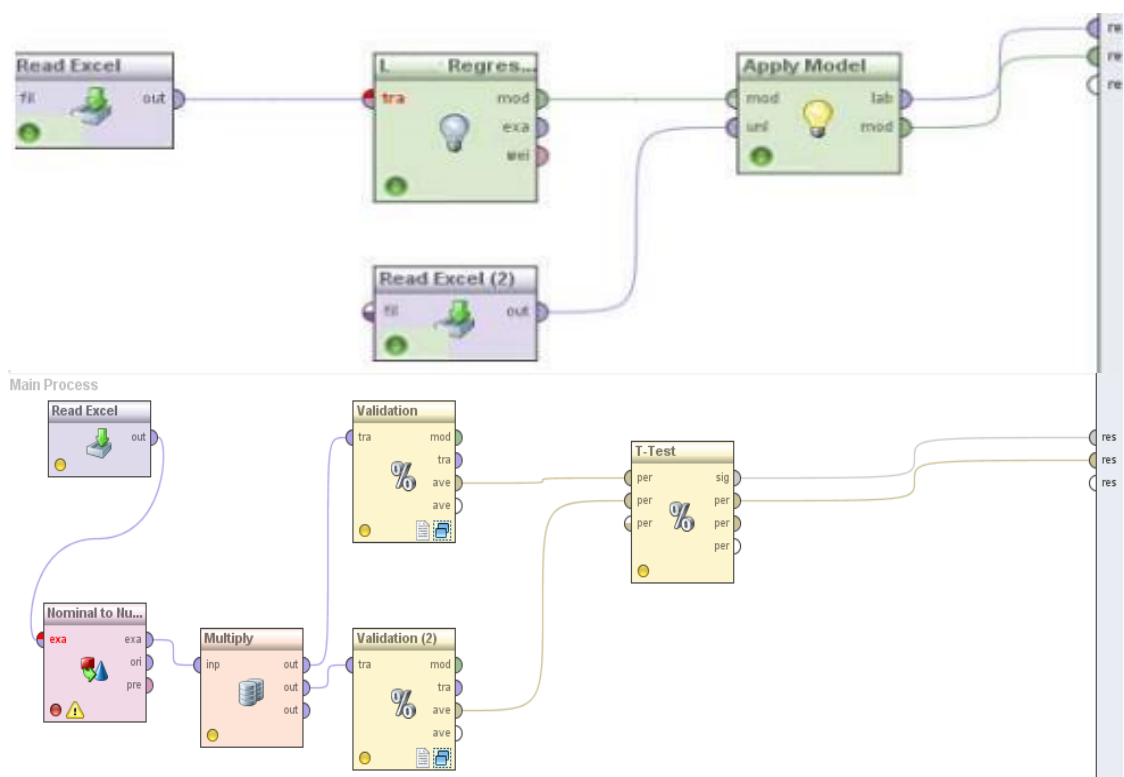 Read Excel
fil
out
L Regres...
tra
mod
exa
wei
Apply Model
mod
lab
unl
mod
re
re
re
Read Excel (2)
fil
out
Main Process
Read Excel
out
Validation
tra
mod
tra
ave
ave
T-Test
per
sig
per
per
per
per
per
res
res
res
Nominal to Nu...
exa
exa
ori
pre
Multiply
inp
out
out
out
Validation (2)
tra
mod
tra
ave
ave